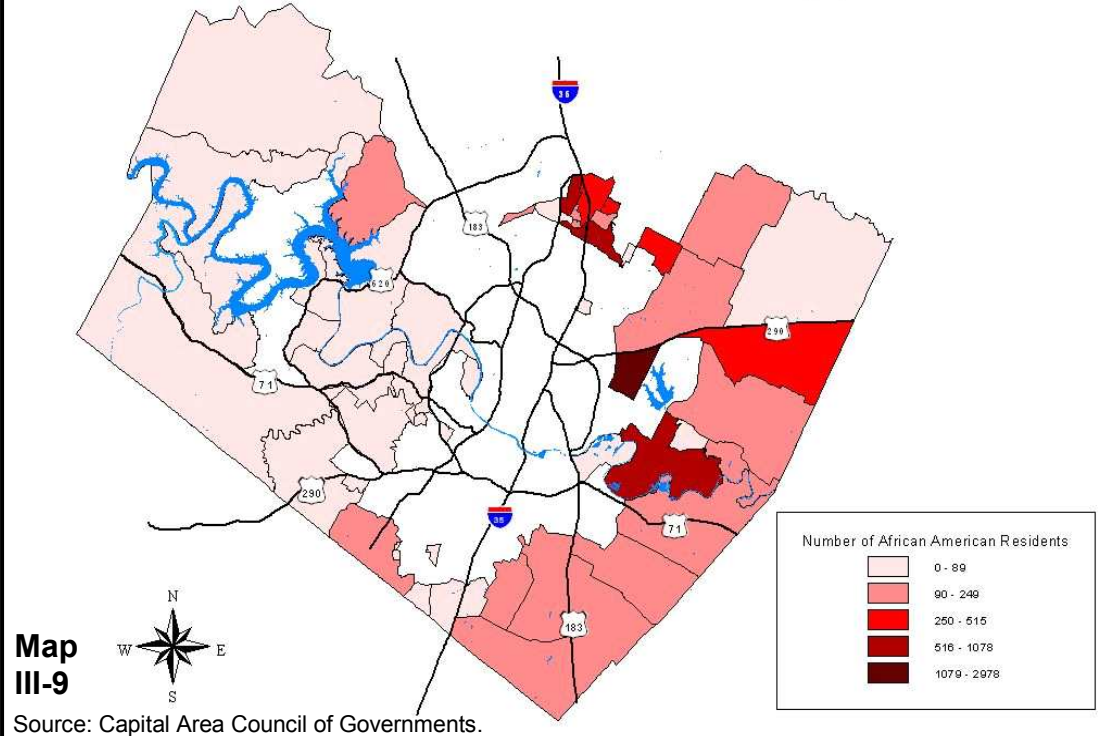 36
183
620
290
71
290
35
71
183
Number of African American Residents
0 - 89
90 - 249
250 - 515
516 - 1078
1079 - 2978
N
W E
S
Map
III-9
Source: Capital Area Council of Governments.